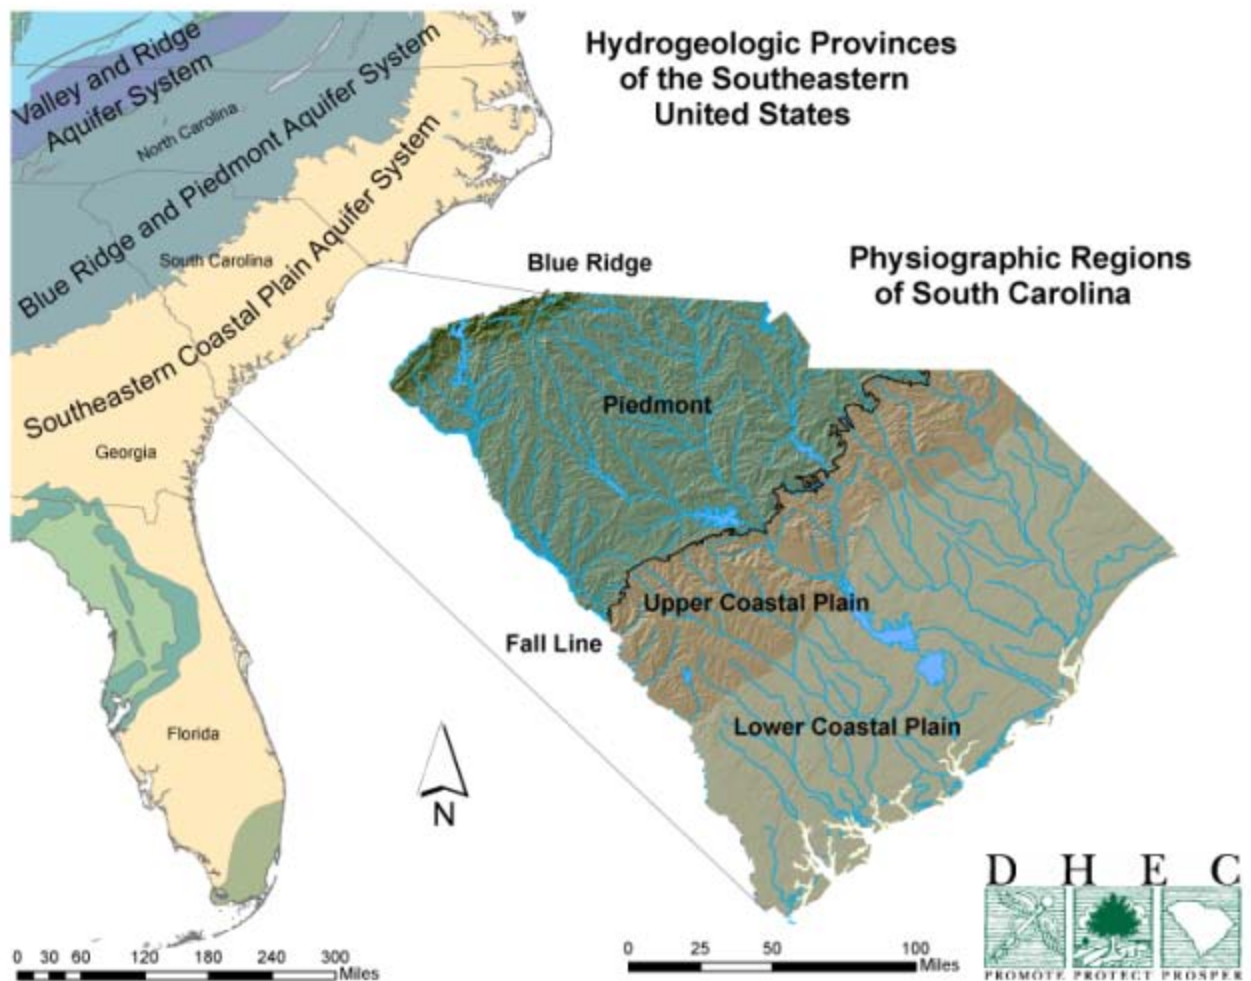 Hydrogeologic Provinces
of the Southeastern
United States
Valley and Ridge
Aquifer System
North Carolina
Blue Ridge and Piedmont Aquifer System
South Carolina
Southeastern Coastal Plain Aquifer System
Georgia
Florida
Physiographic Regions
of South Carolina
Blue Ridge
Piedmont
Upper Coastal Plain
Fall Line
Lower Coastal Plain
N
0 30 60 120 180 240 300
Miles
0 25 50 100
Miles
D H E C
PROMOTE PROTECT PROSPER